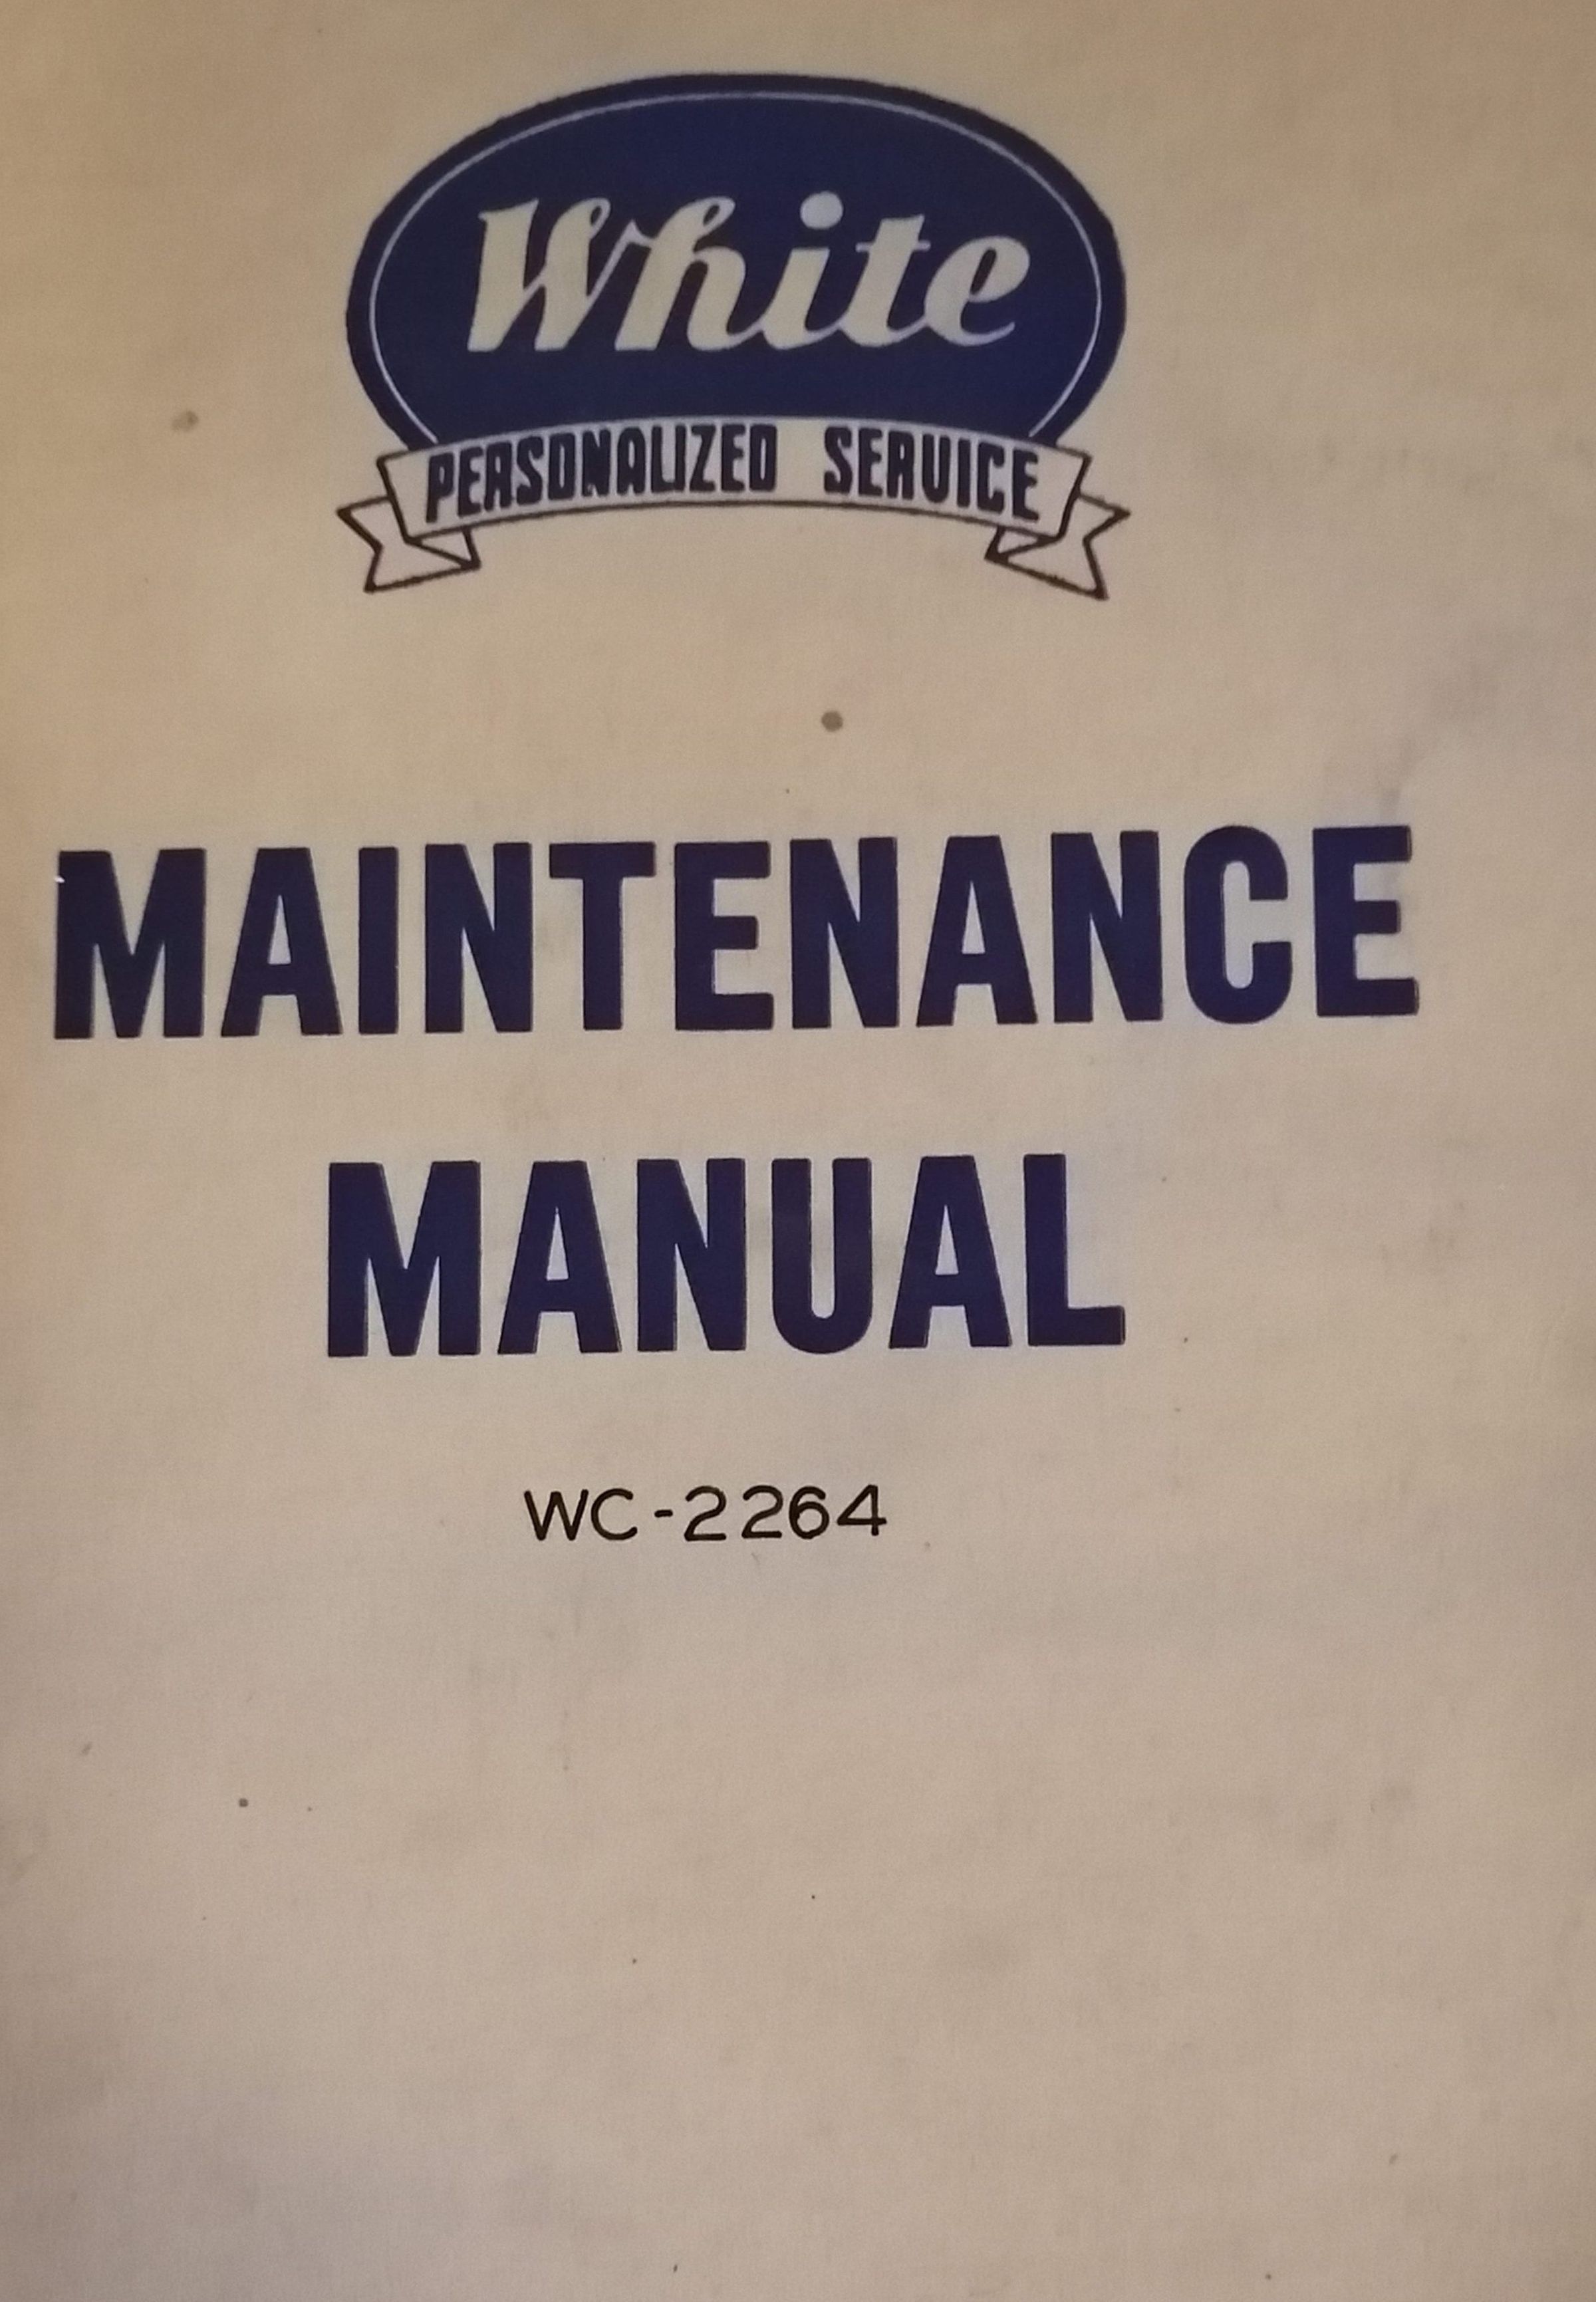 White
PERSONALIZED SERVICE
MAINTENANCE
MANUAL
WC-2264